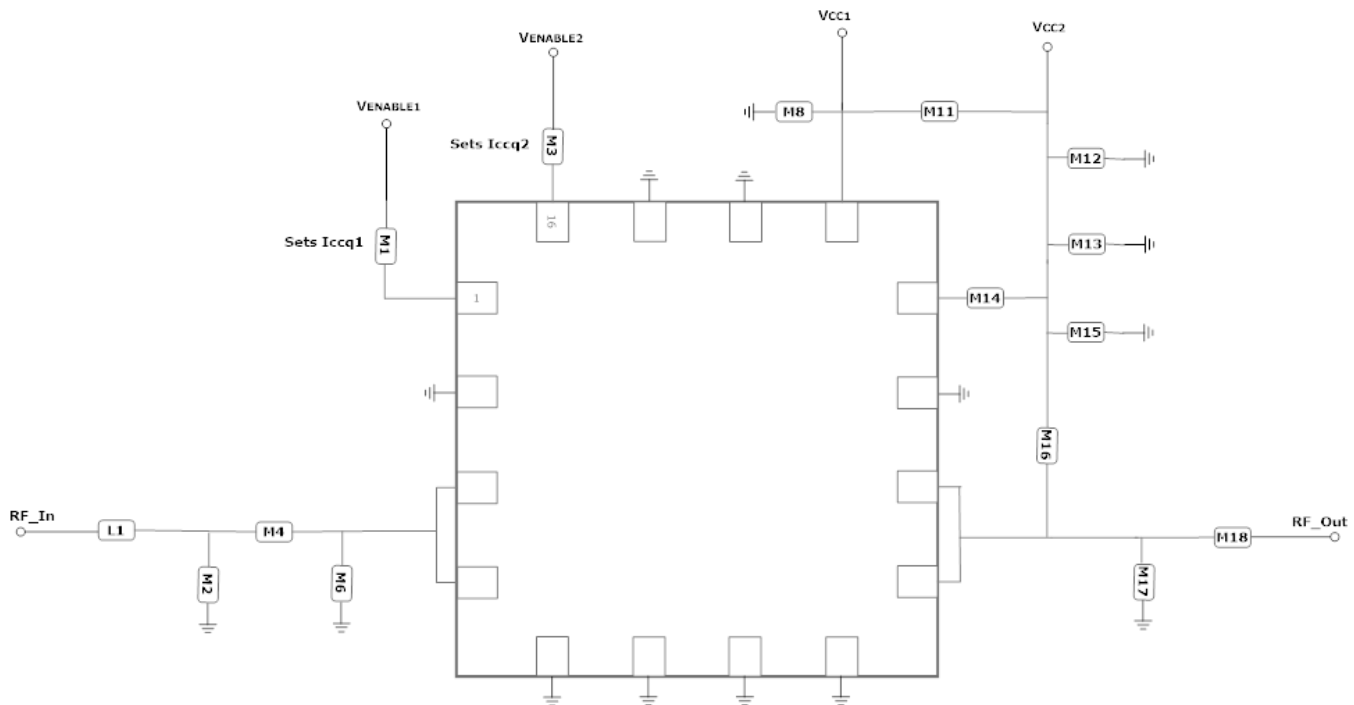 VCC1
VCC2
VENABLE2
VENABLE1
M8
M11
Sets Iccq2
M3
M12
16
Sets Iccq1
M1
M13
1
M14
M15
M16
RF_In
L1
M4
M18
RF_Out
M2
M6
M17